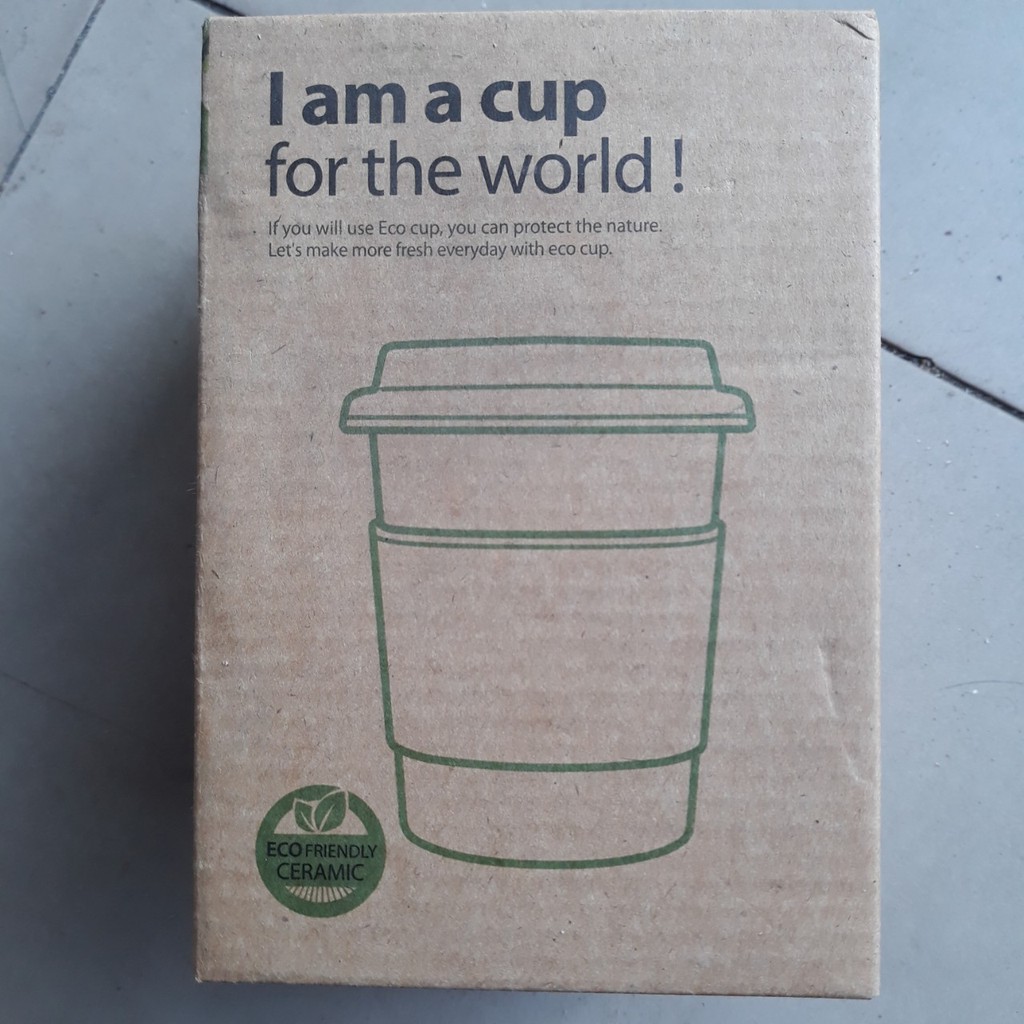 I am a cup
for the world !
If you will use Eco cup, you can protect the nature.
Let's make more fresh everyday with eco cup.
ECO FRIENDLY
CERAMIC